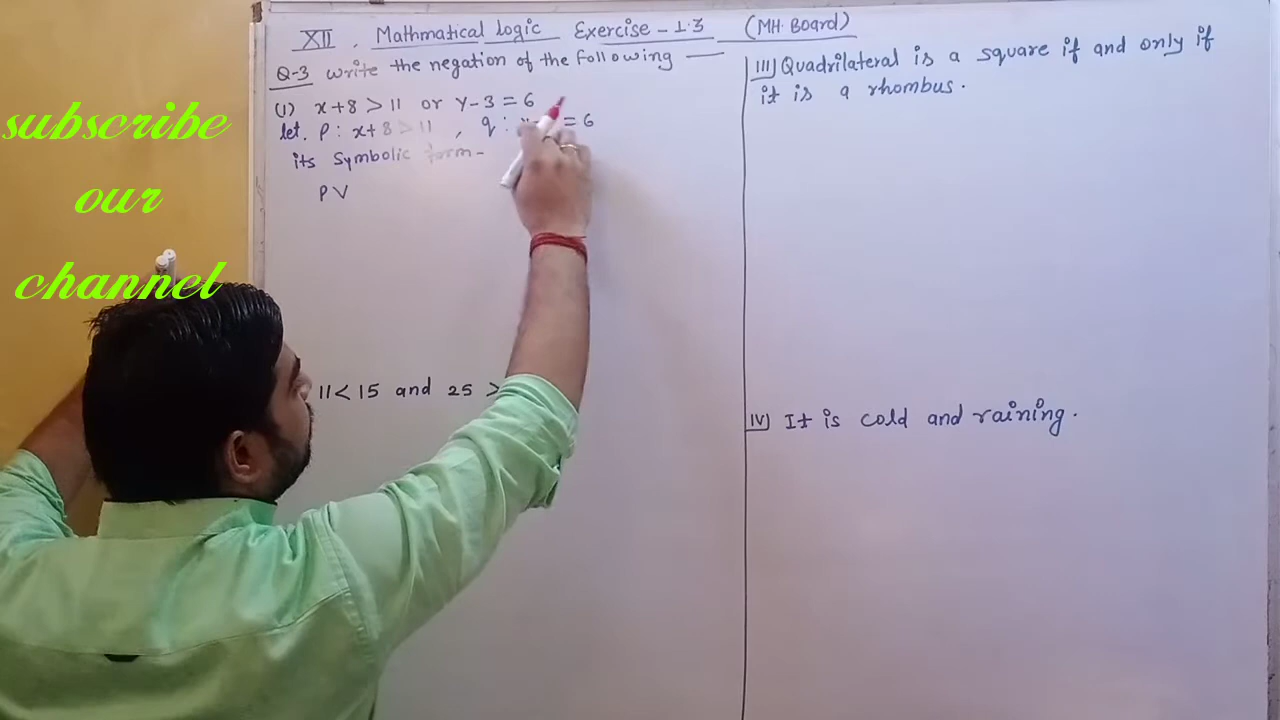 subscribe
our
channel
XII , Mathmatical logic Exercise - 1.3 (MH. Board)
Q-3 write the negation of the following —
(1) x+8 > 11 or y-3 = 6
let. p : x+8 > 11 , q : = 6
its symbolic form -
p ∨
11 < 15 and 25 >
III) Quadrilateral is a square if and only if
it is a rhombus.
IV) It is cold and raining.